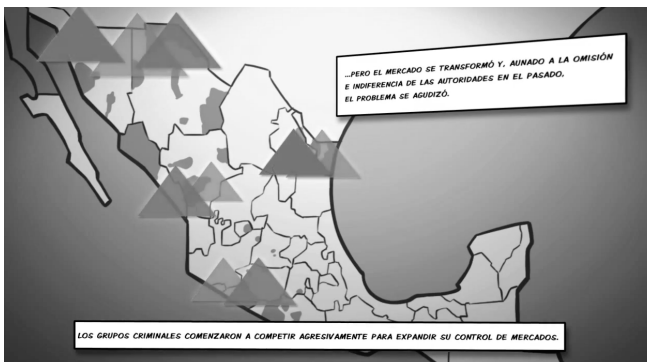 ...PERO EL MERCADO SE TRANSFORMÓ Y, AUNADO A LA OMISIÓN
E INDIFERENCIA DE LAS AUTORIDADES EN EL PASADO,
EL PROBLEMA SE AGUDIZÓ.
LOS GRUPOS CRIMINALES COMENZARON A COMPETIR AGRESIVAMENTE PARA EXPANDIR SU CONTROL DE MERCADOS.